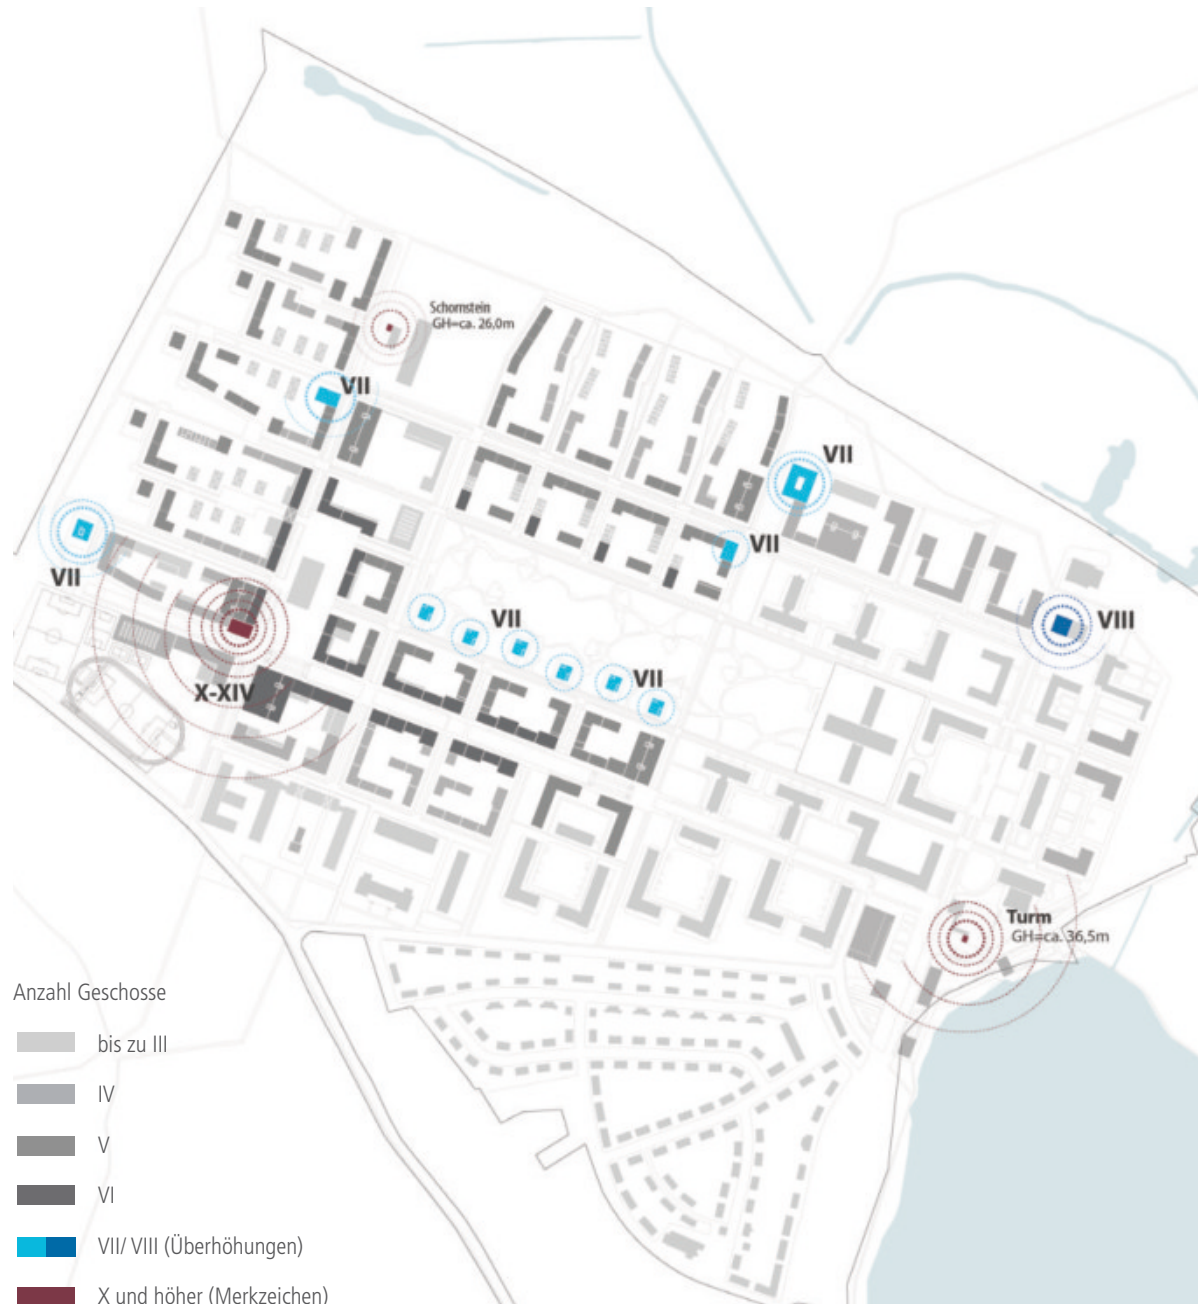 Schornstein
GH=ca. 26,0m
VII
VII
VII
VII
VII
VIII
VII
X-XIV
Turm
GH=ca. 36,5m
Anzahl Geschosse
bis zu III
IV
V
VI
VII/ VIII (Überhöhungen)
X und höher (Merkzeichen)